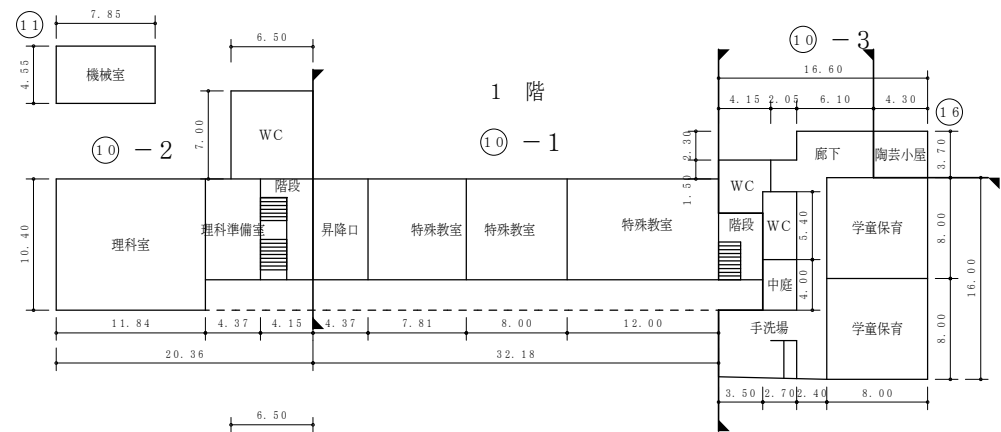 ⑪
7.85
4.55
機械室
6.50
7.00
WC
⑩ -2
1 階
⑩ -1
⑩ -3
16.60
4.15
2.05
6.10
4.30
⑯
2.30
1.50
廊下
陶芸小屋
3.70
WC
階段
10.40
理科室
理科準備室
昇降口
特殊教室
特殊教室
特殊教室
階段
WC
5.40
学童保育
8.00
中庭
4.00
16.00
手洗場
学童保育
8.00
11.84
4.37
4.15
4.37
7.81
8.00
12.00
20.36
32.18
3.50
2.70
2.40
8.00
6.50